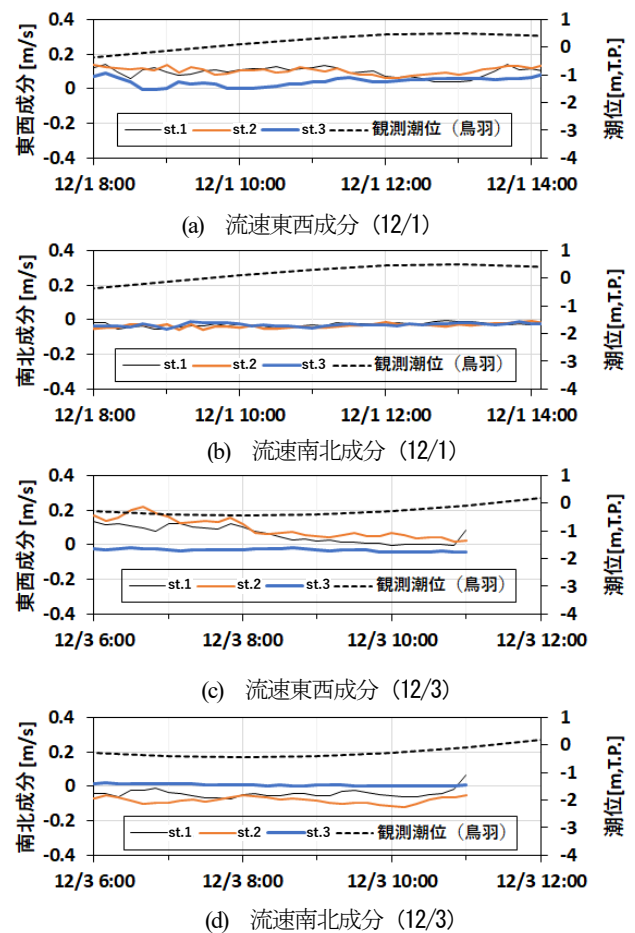 0.4 1
0.2 0
-1
0 -2
-0.2 -3
-0.4 -4
東西成分 [m/s]
潮位[m,T.P.]
st.1 st.2 st.3 観測潮位（鳥羽）
12/1 8:00 12/1 10:00 12/1 12:00 12/1 14:00
(a) 流速東西成分（12/1）
0.4 1
0.2 0
-1
0 -2
-0.2 -3
-0.4 -4
南北成分 [m/s]
潮位[m,T.P.]
st.1 st.2 st.3 観測潮位（鳥羽）
12/1 8:00 12/1 10:00 12/1 12:00 12/1 14:00
(b) 流速南北成分（12/1）
0.4 1
0.2 0
-1
0 -2
-0.2 -3
-0.4 -4
東西成分 [m/s]
潮位[m,T.P.]
st.1 st.2 st.3 観測潮位（鳥羽）
12/3 6:00 12/3 8:00 12/3 10:00 12/3 12:00
(c) 流速東西成分（12/3）
0.4 1
0.2 0
-1
0 -2
-0.2 -3
-0.4 -4
南北成分 [m/s]
潮位[m,T.P.]
st.1 st.2 st.3 観測潮位（鳥羽）
12/3 6:00 12/3 8:00 12/3 10:00 12/3 12:00
(d) 流速南北成分（12/3）